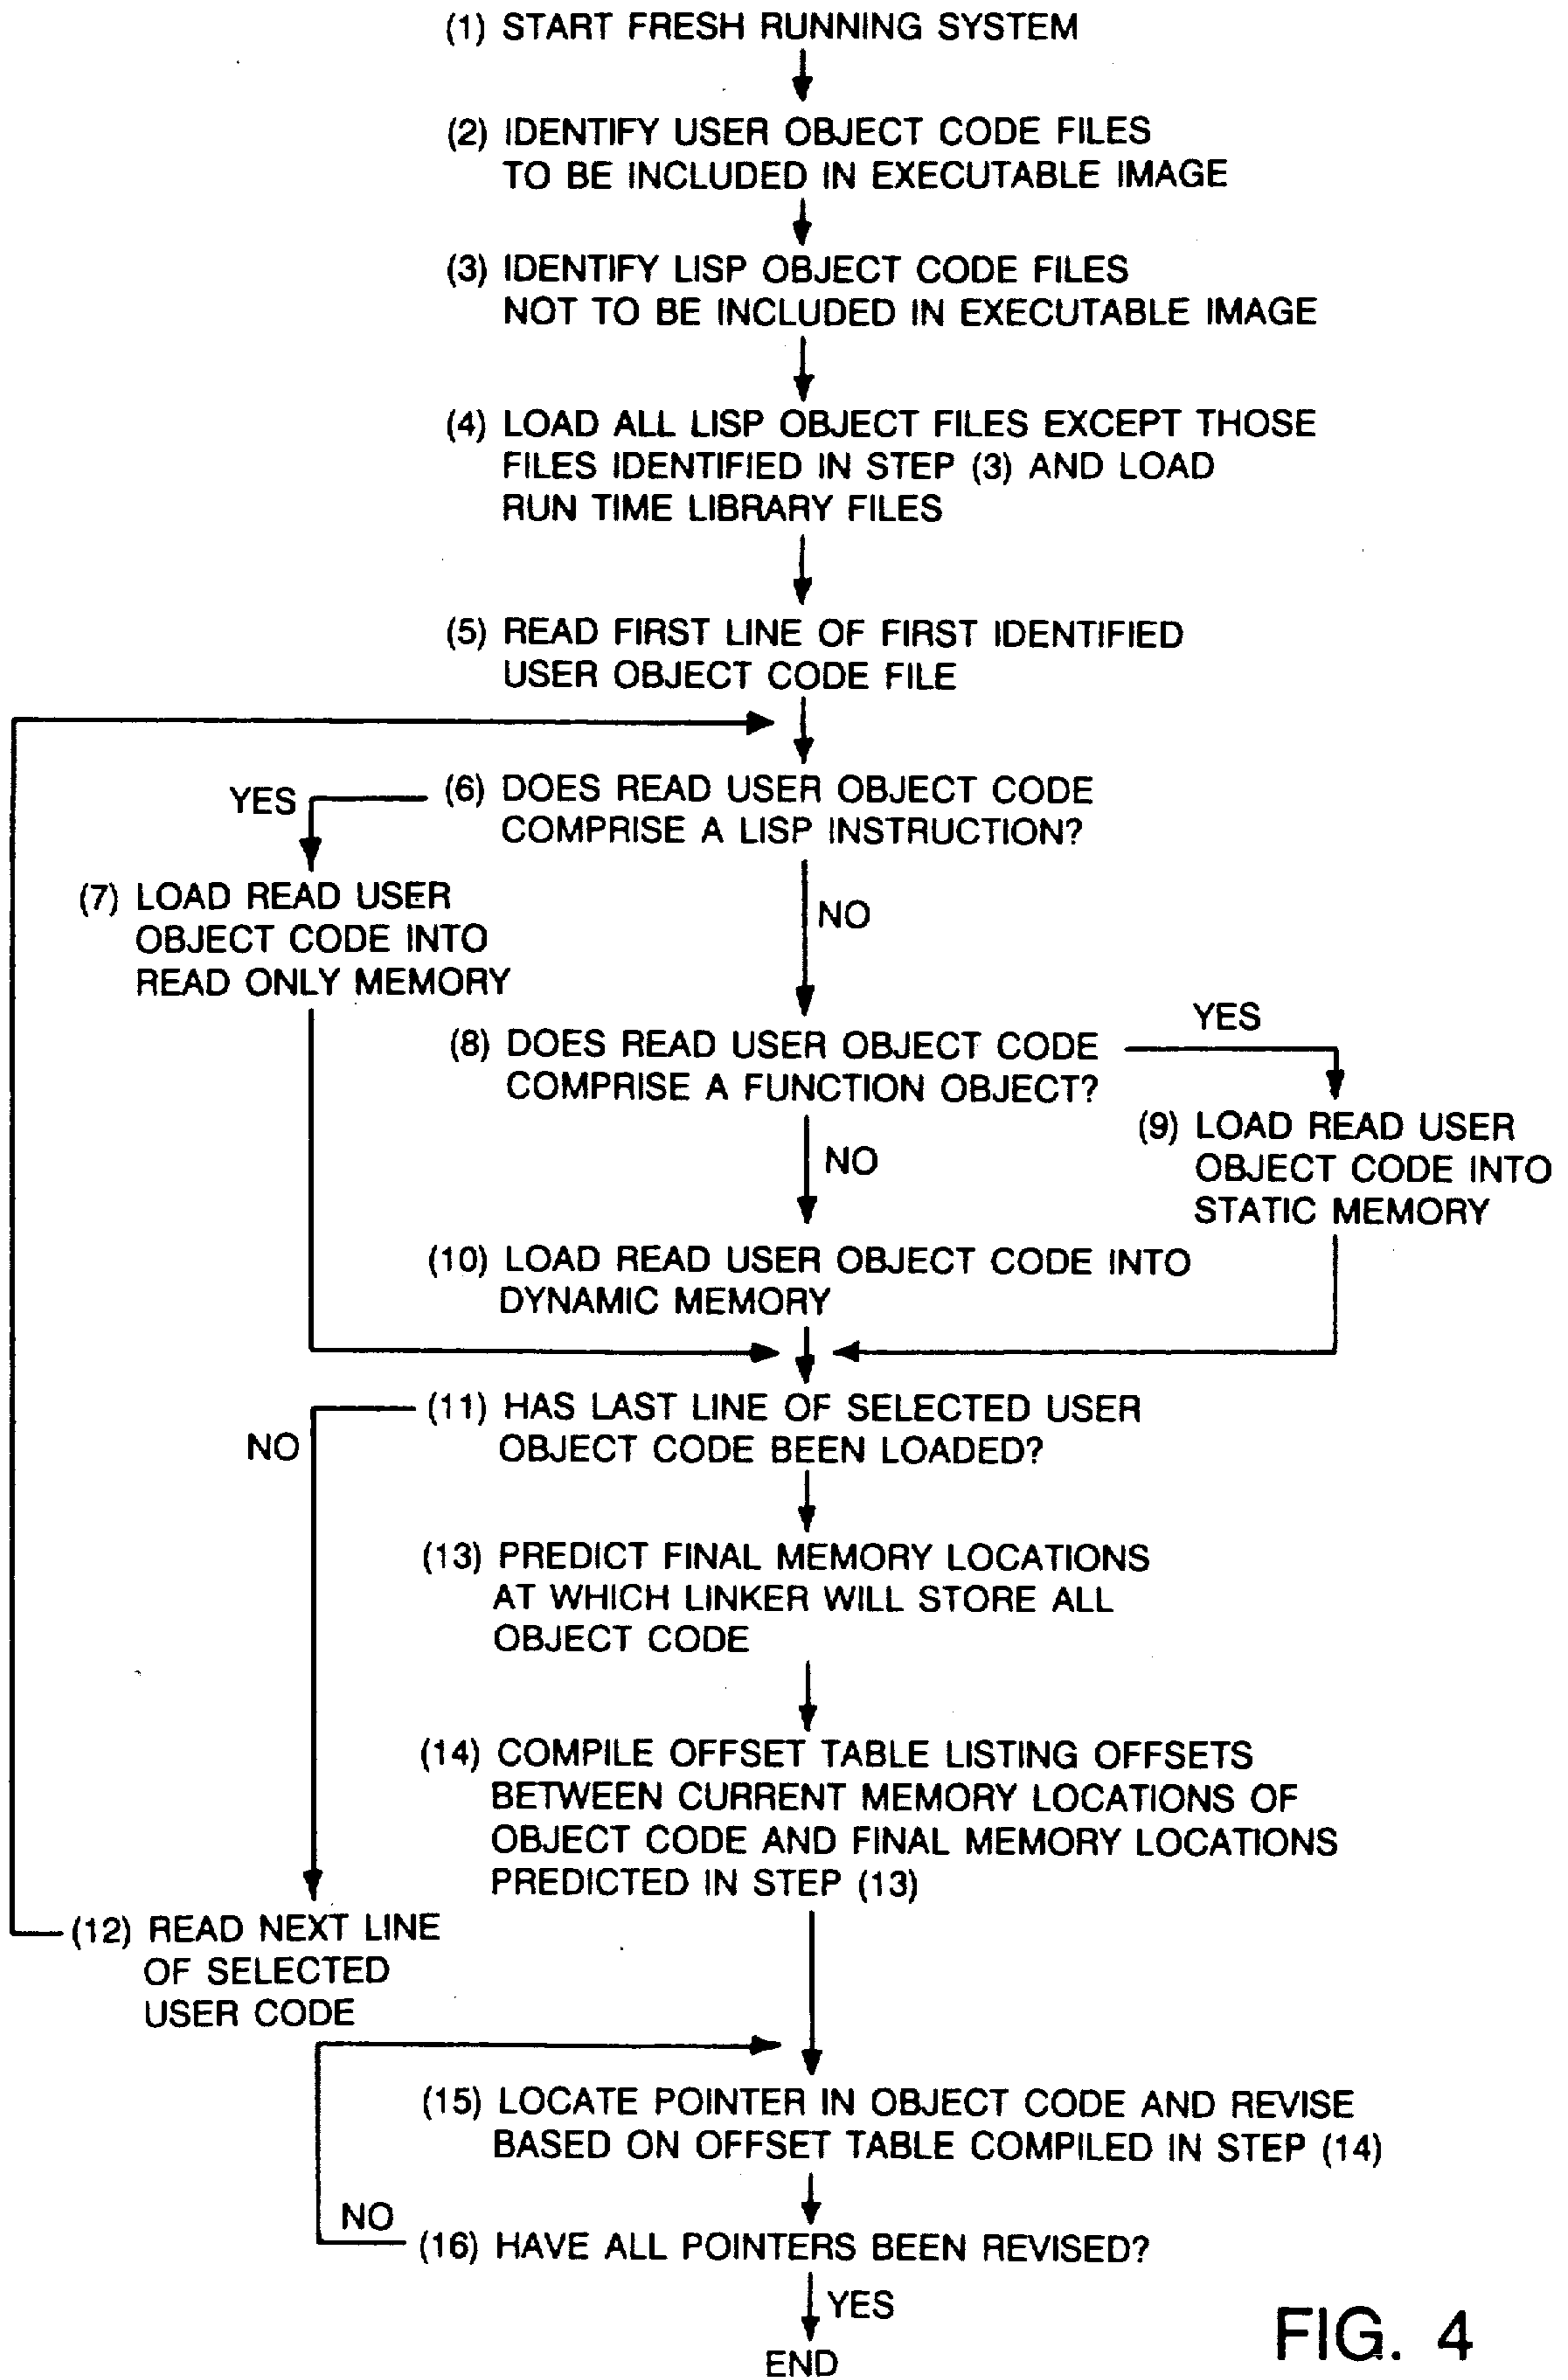 (1) START FRESH RUNNING SYSTEM
(2) IDENTIFY USER OBJECT CODE FILES
TO BE INCLUDED IN EXECUTABLE IMAGE
(3) IDENTIFY LISP OBJECT CODE FILES
NOT TO BE INCLUDED IN EXECUTABLE IMAGE
(4) LOAD ALL LISP OBJECT FILES EXCEPT THOSE
FILES IDENTIFIED IN STEP (3) AND LOAD
RUN TIME LIBRARY FILES
(5) READ FIRST LINE OF FIRST IDENTIFIED
USER OBJECT CODE FILE
YES
(6) DOES READ USER OBJECT CODE
COMPRISE A LISP INSTRUCTION?
(7) LOAD READ USER
OBJECT CODE INTO
READ ONLY MEMORY
NO
(8) DOES READ USER OBJECT CODE
COMPRISE A FUNCTION OBJECT?
YES
(9) LOAD READ USER
OBJECT CODE INTO
STATIC MEMORY
NO
(10) LOAD READ USER OBJECT CODE INTO
DYNAMIC MEMORY
(11) HAS LAST LINE OF SELECTED USER
OBJECT CODE BEEN LOADED?
NO
(13) PREDICT FINAL MEMORY LOCATIONS
AT WHICH LINKER WILL STORE ALL
OBJECT CODE
(14) COMPILE OFFSET TABLE LISTING OFFSETS
BETWEEN CURRENT MEMORY LOCATIONS OF
OBJECT CODE AND FINAL MEMORY LOCATIONS
PREDICTED IN STEP (13)
(12) READ NEXT LINE
OF SELECTED
USER CODE
(15) LOCATE POINTER IN OBJECT CODE AND REVISE
BASED ON OFFSET TABLE COMPILED IN STEP (14)
NO
(16) HAVE ALL POINTERS BEEN REVISED?
YES
END
FIG. 4